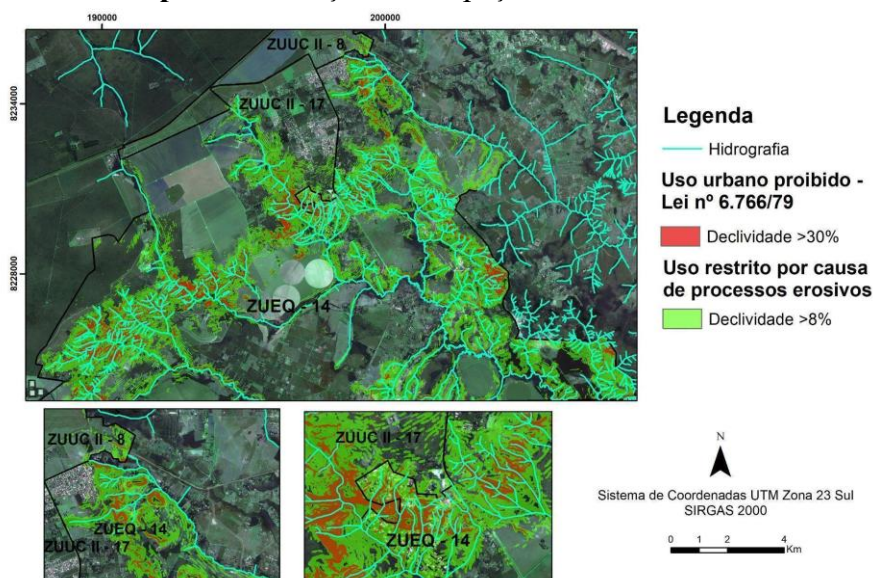 190000
200000
8234000
8228000
ZUUC II - 8
ZUUC II - 17
ZUEQ - 14
Legenda
Hidrografia
Uso urbano proibido -
Lei nº 6.766/79
Declividade >30%
Uso restrito por causa
de processos erosivos
Declividade >8%
ZUUC II - 8
ZUEQ - 14
ZUUC II - 17
ZUUC II - 17
ZUEQ - 14
N
Sistema de Coordenadas UTM Zona 23 Sul
SIRGAS 2000
0 1 2 4
Km